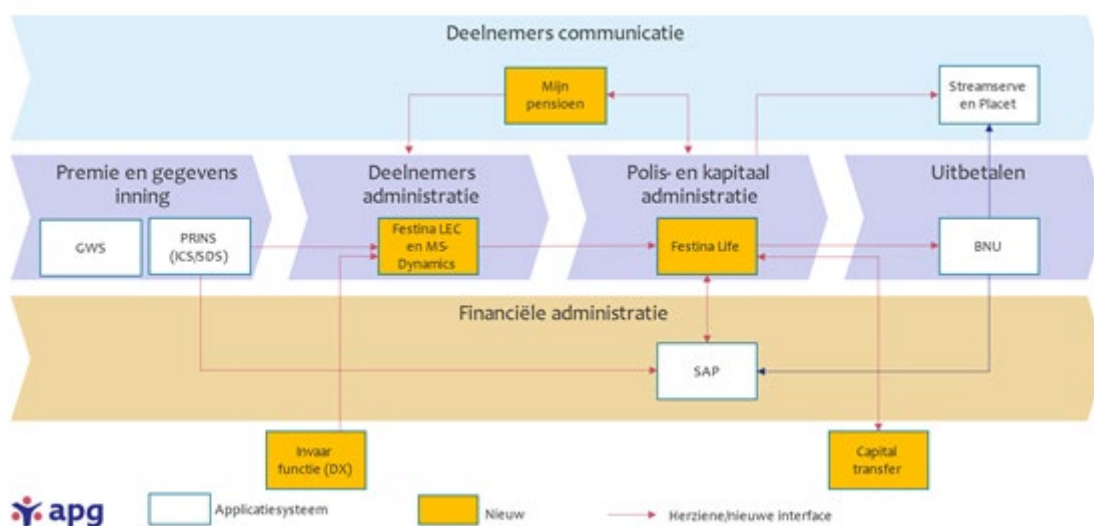 Deelnemers communicatie
Mijn
pensioen
Streamserve
en Placet
Premie en gegevens
inning
Deelnemers
administratie
Polis- en kapitaal
administratie
Uitbetalen
GWS
PRINS
(ICS/SDS)
Festina LEC
en MS-
Dynamics
Festina Life
BNU
Financiële administratie
SAP
Invaar
functie (DX)
Capital
transfer
apg
Applicatiesysteem
Nieuw
Herziene/nieuwe interface